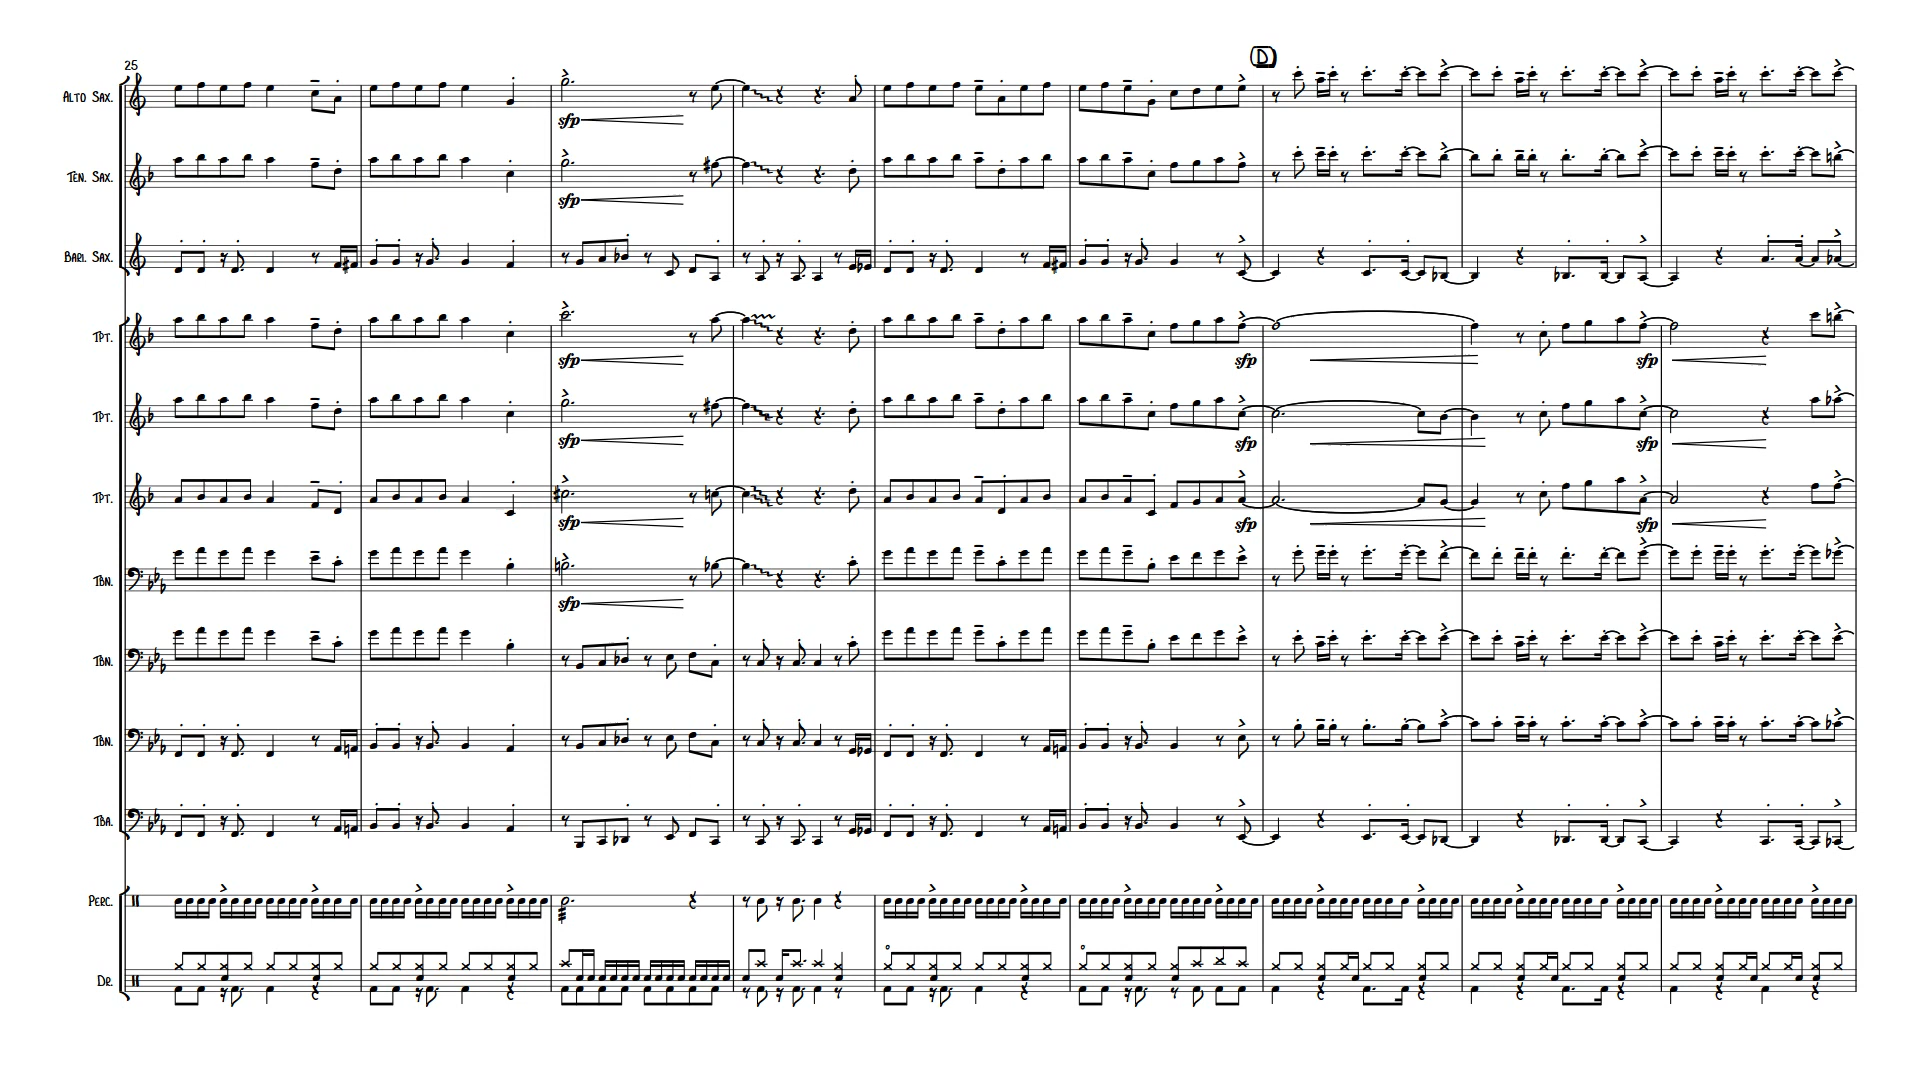 D
25
Alto Sax.
sfp
Ten. Sax.
sfp
Bari. Sax.
Tpt.
sfp sfp sfp
Tpt.
sfp sfp sfp
Tpt.
sfp sfp sfp
Tbn.
sfp
Tbn.
Tbn.
Tba.
Perc.
Dr.